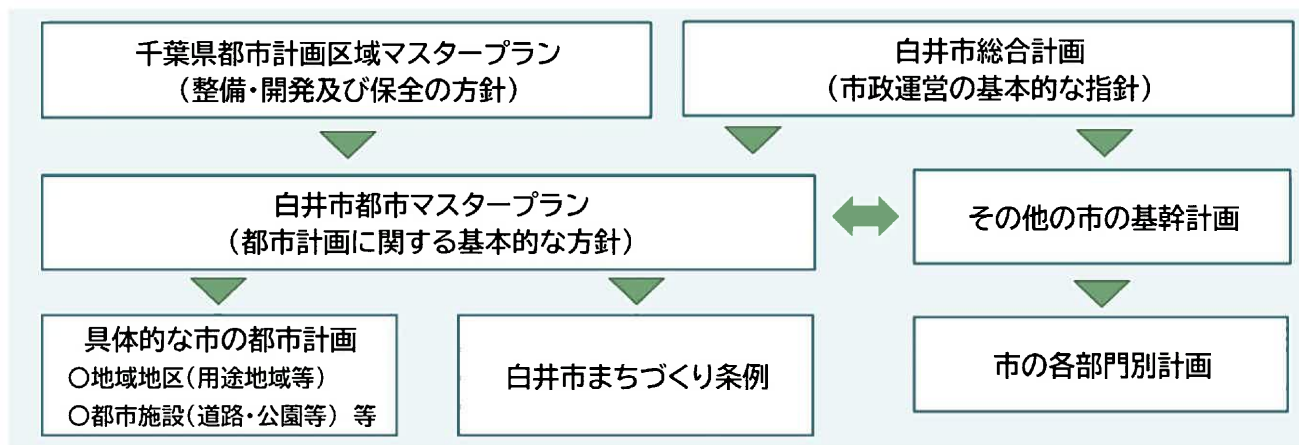 千葉県都市計画区域マスタープラン
（整備・開発及び保全の方針）
白井市総合計画
（市政運営の基本的な指針）
白井市都市マスタープラン
（都市計画に関する基本的な方針）
その他の市の基幹計画
具体的な市の都市計画
○地域地区（用途地域等）
○都市施設（道路・公園等） 等
白井市まちづくり条例
市の各部門別計画